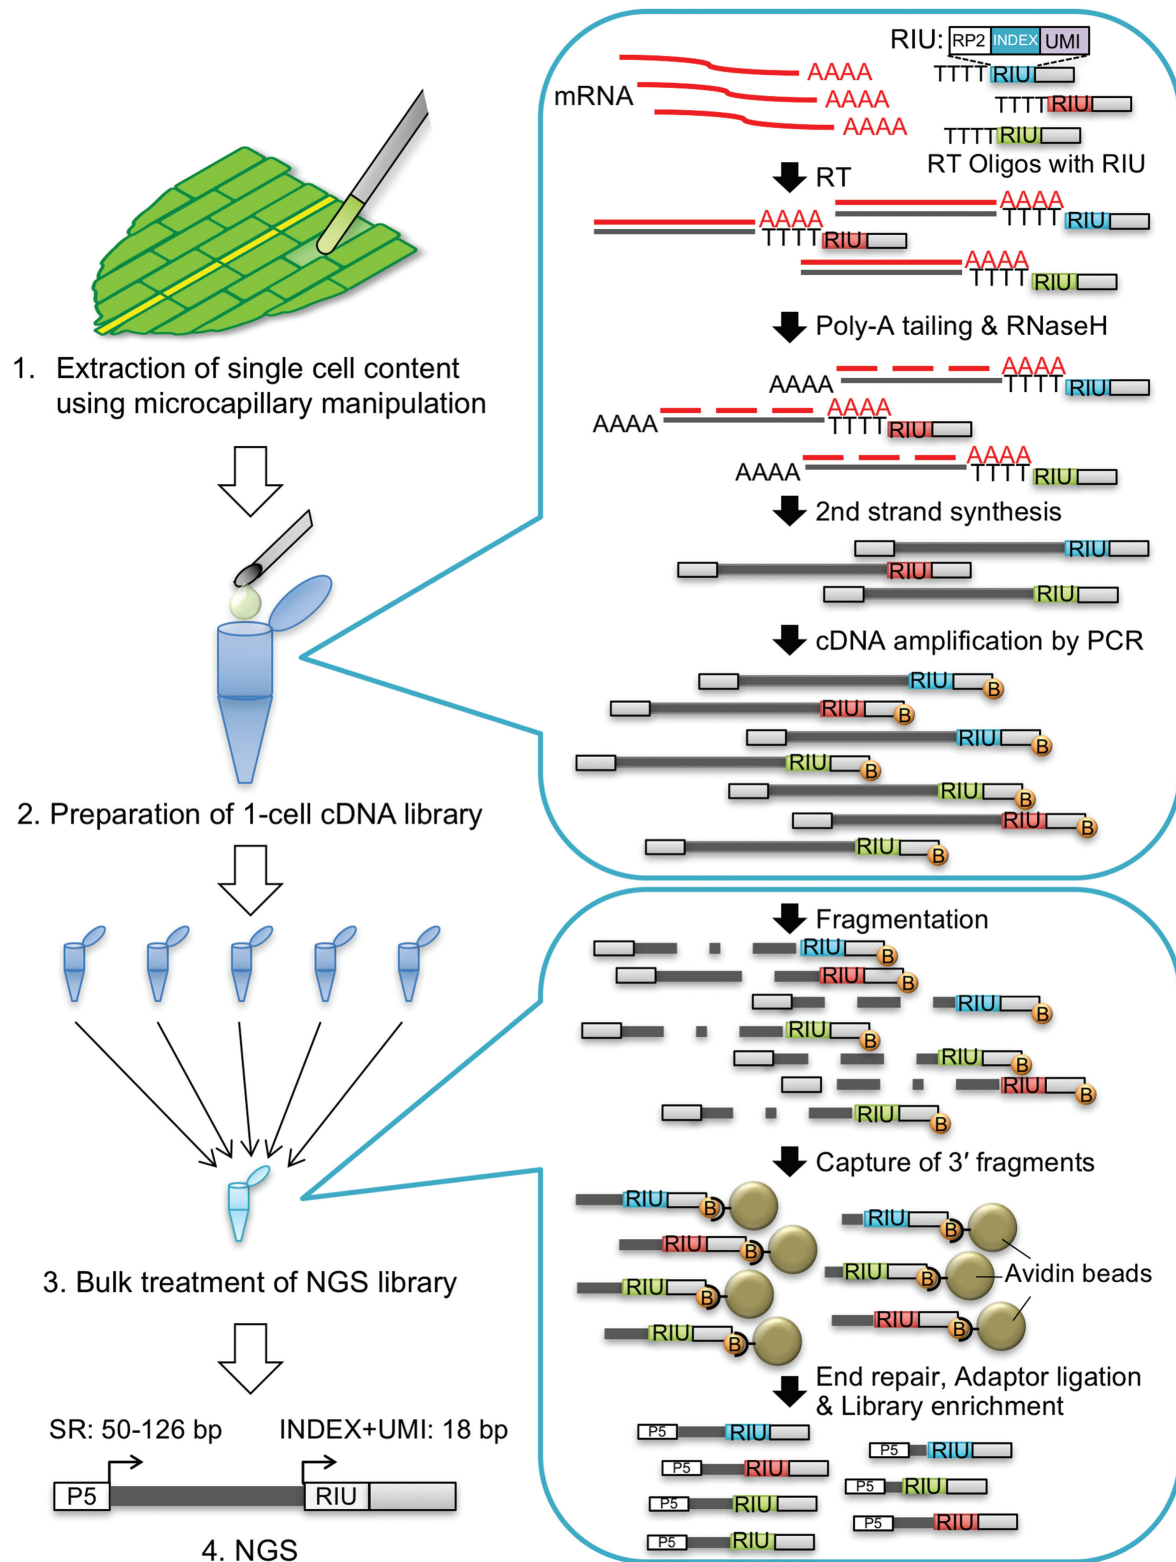 1. Extraction of single cell content
using microcapillary manipulation
2. Preparation of 1-cell cDNA library
3. Bulk treatment of NGS library
SR: 50-126 bp
INDEX+UMI: 18 bp
P5
RIU
4. NGS
RIU: RP2 INDEX UMI
mRNA
AAAA
AAAA
AAAA
TTTT RIU
TTTT RIU
TTTT RIU
RT Oligos with RIU
RT
AAAA
TTTT RIU
AAAA
TTTT RIU
AAAA
TTTT RIU
Poly-A tailing & RNaseH
AAAA
AAAA TTTT RIU
AAAA
AAAA TTTT RIU
AAAA
AAAA TTTT RIU
2nd strand synthesis
RIU
RIU
RIU
cDNA amplification by PCR
RIU B
RIU B
RIU B
RIU B
RIU B
RIU B
RIU B
Fragmentation
RIU B
RIU B
RIU B
RIU B
RIU B
RIU B
RIU B
Capture of 3′ fragments
RIU B
RIU B
RIU B
RIU B
RIU B
RIU B
RIU B
Avidin beads
End repair, Adaptor ligation
& Library enrichment
P5 RIU
P5 RIU
P5 RIU
P5 RIU
P5 RIU
P5 RIU
P5 RIU